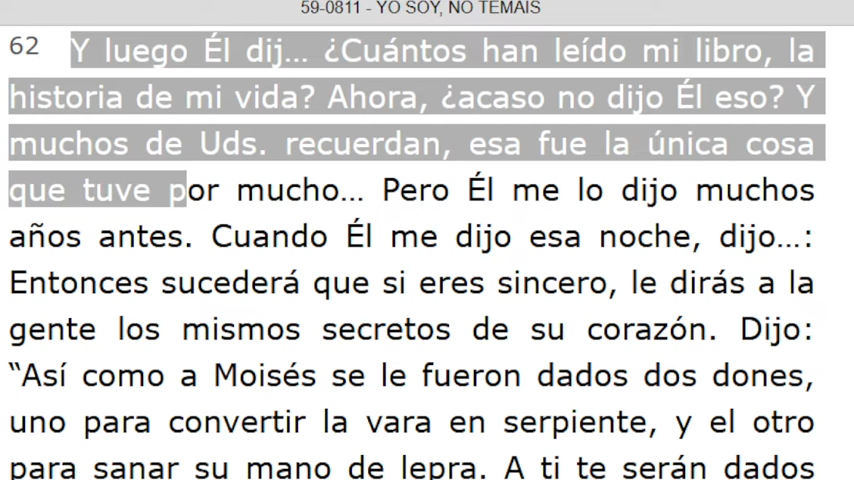 59-0811 - YO SOY, NO TEMAIS
62 Y luego Él dij… ¿Cuántos han leído mi libro, la
historia de mi vida? Ahora, ¿acaso no dijo Él eso? Y
muchos de Uds. recuerdan, esa fue la única cosa
que tuve por mucho… Pero Él me lo dijo muchos
años antes. Cuando Él me dijo esa noche, dijo…:
Entonces sucederá que si eres sincero, le dirás a la
gente los mismos secretos de su corazón. Dijo:
“Así como a Moisés se le fueron dados dos dones,
uno para convertir la vara en serpiente, y el otro
para sanar su mano de lepra. A ti te serán dados